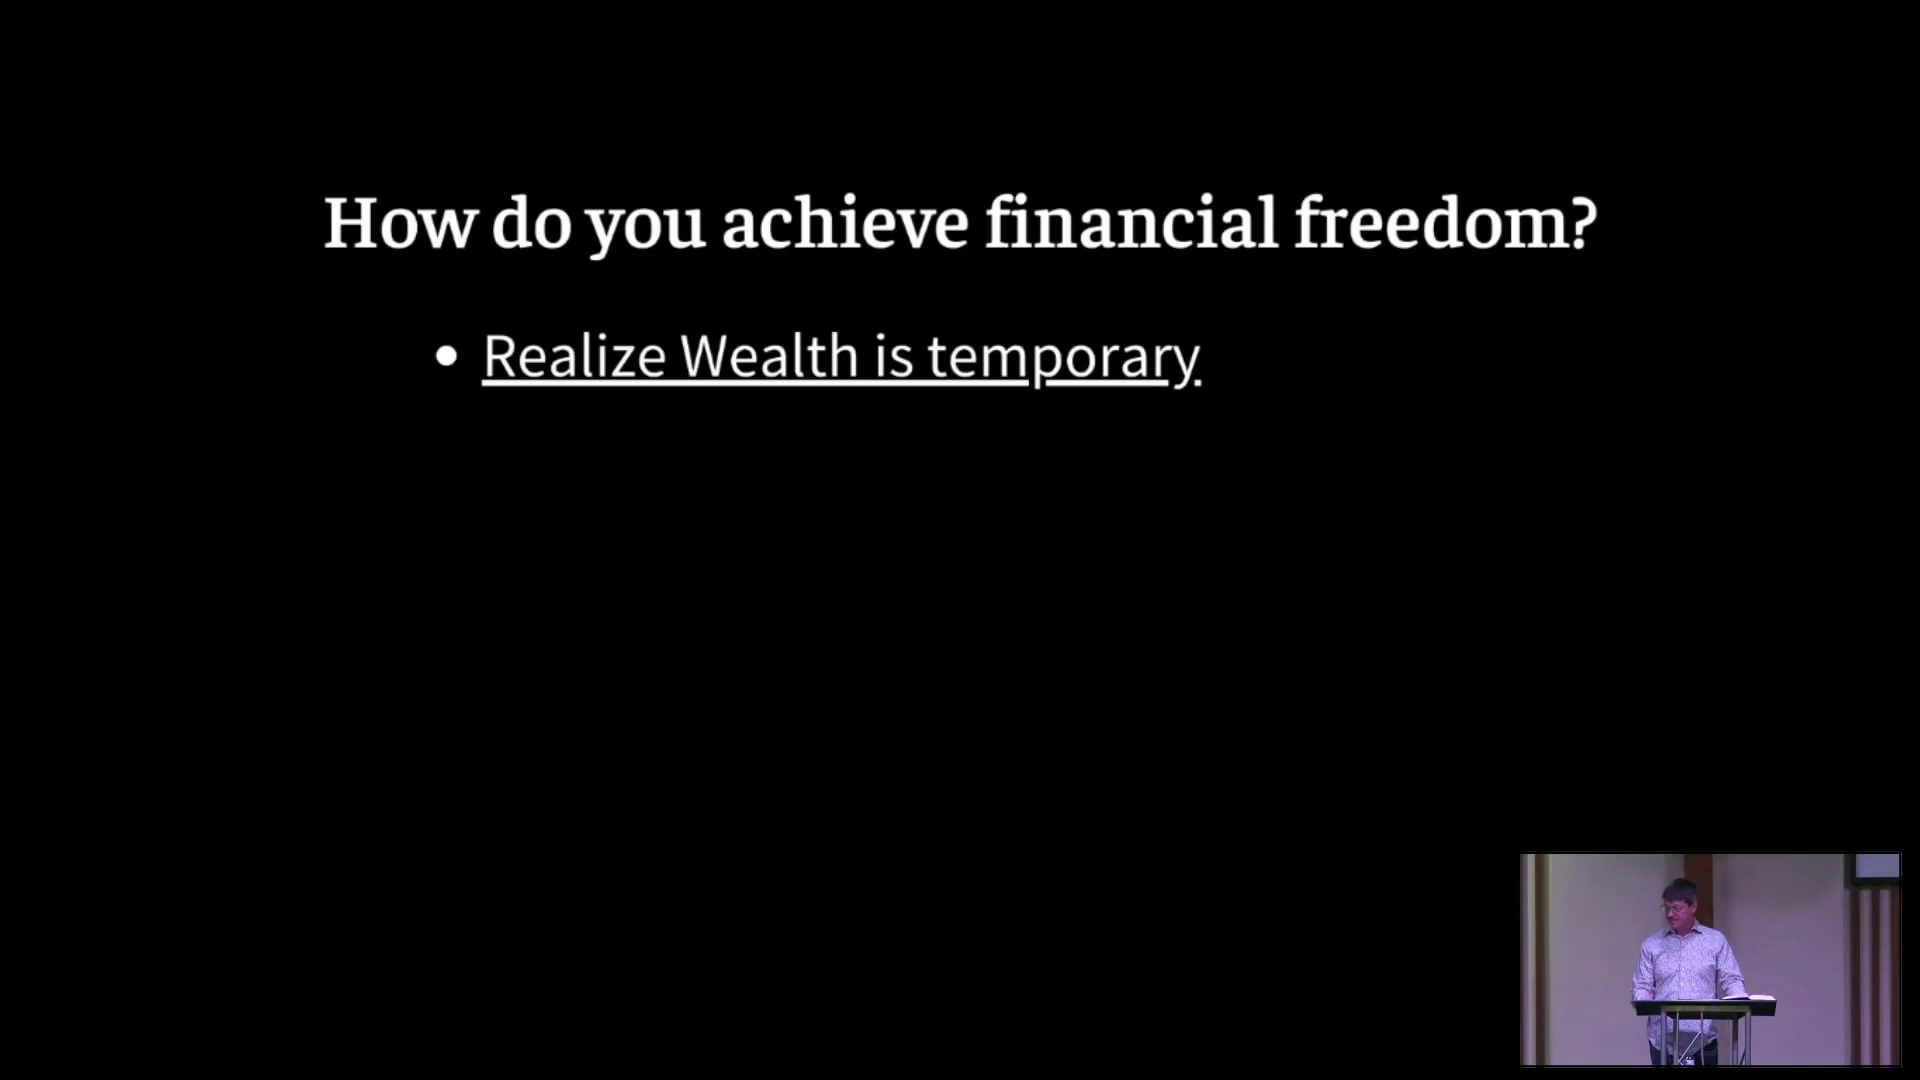 How do you achieve financial freedom?
• Realize Wealth is temporary.